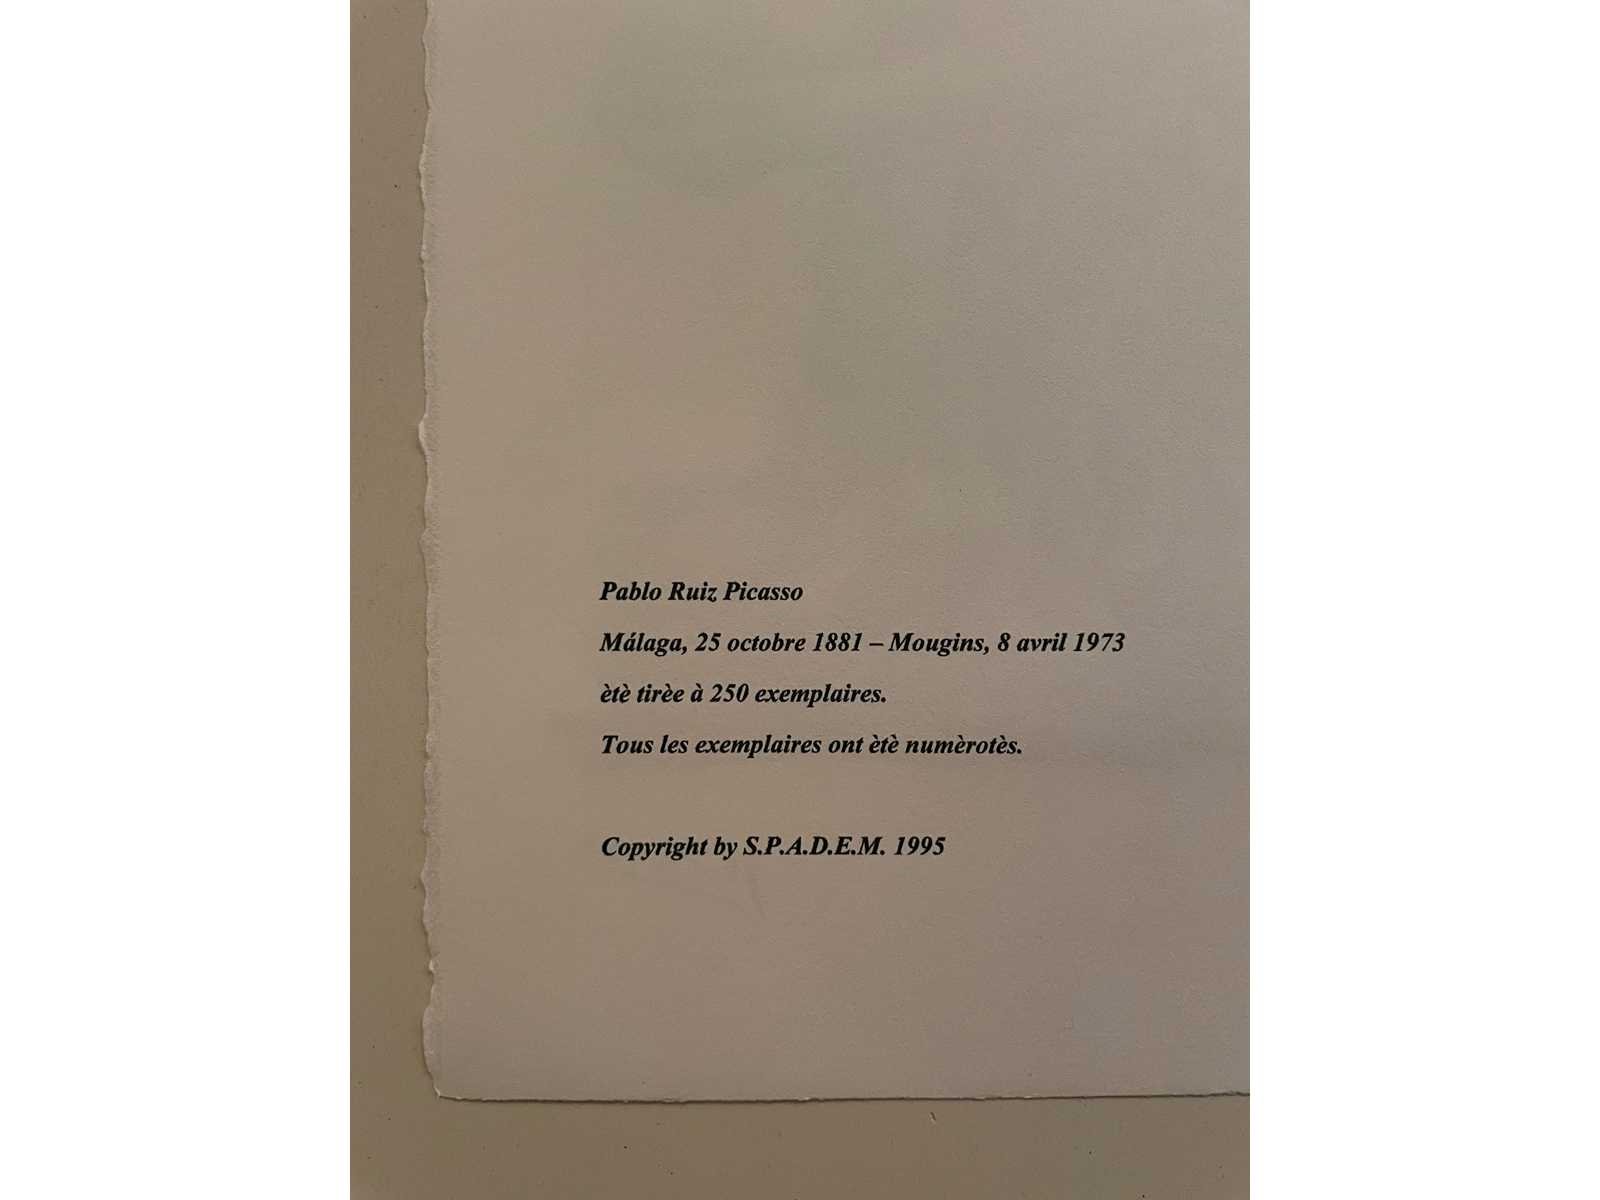 Pablo Ruiz Picasso
Málaga, 25 octobre 1881 – Mougins, 8 avril 1973
ètè tirèe à 250 exemplaires.
Tous les exemplaires ont ètè numèrotès.
Copyright by S.P.A.D.E.M. 1995